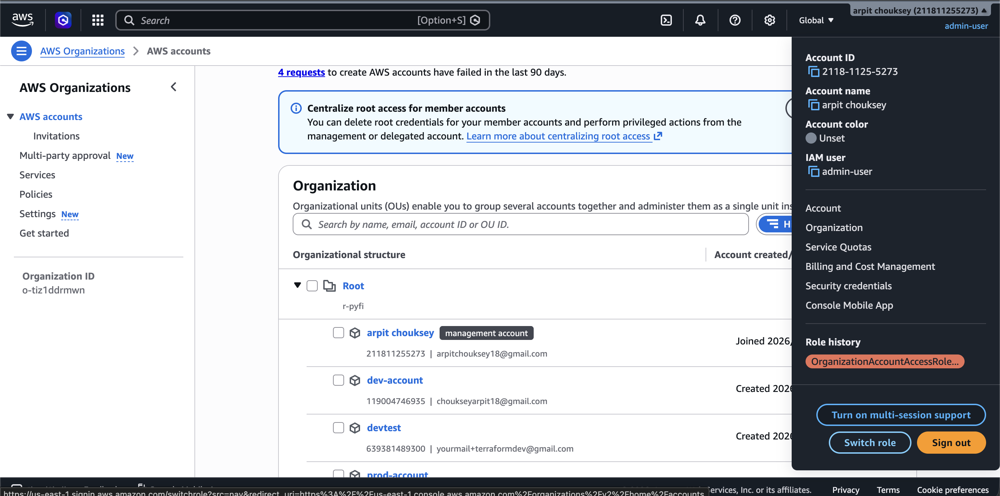 aws
Search
[Option+S]
Global
arpit chouksey (211811255273)
admin-user
AWS Organizations
AWS accounts
AWS Organizations
AWS accounts
Invitations
Multi-party approval New
Services
Policies
Settings New
Get started
Organization ID
o-tiz1ddrmwn
4 requests to create AWS accounts have failed in the last 90 days.
Centralize root access for member accounts
You can delete root credentials for your member accounts and perform privileged actions from the
management or delegated account. Learn more about centralizing root access
Organization
Organizational units (OUs) enable you to group several accounts together and administer them as a single unit ins
Search by name, email, account ID or OU ID.
H
Organizational structure
Account created/
Root
r-pyfi
arpit chouksey management account
211811255273 | arpitchouksey18@gmail.com
Joined 2026/
dev-account
119004746935 | choukseyarpit18@gmail.com
Created 2026
devtest
639381489300 | yourmail+terraformdev@gmail.com
Created 2026
prod-account
Account ID
2118-1125-5273
Account name
arpit chouksey
Account color
Unset
IAM user
admin-user
Account
Organization
Service Quotas
Billing and Cost Management
Security credentials
Console Mobile App
Role history
OrganizationAccountAccessRole...
Turn on multi-session support
Switch role
Sign out
Services, Inc. or its affiliates.
Privacy
Terms
Cookie preferences
https://us-east-1.signin.aws.amazon.com/switchrole?src=nav&redirect_uri=https%3A%2F%2Fus-east-1.console.aws.amazon.com%2Forganizations%2Fv2%2Fhome%2Faccounts